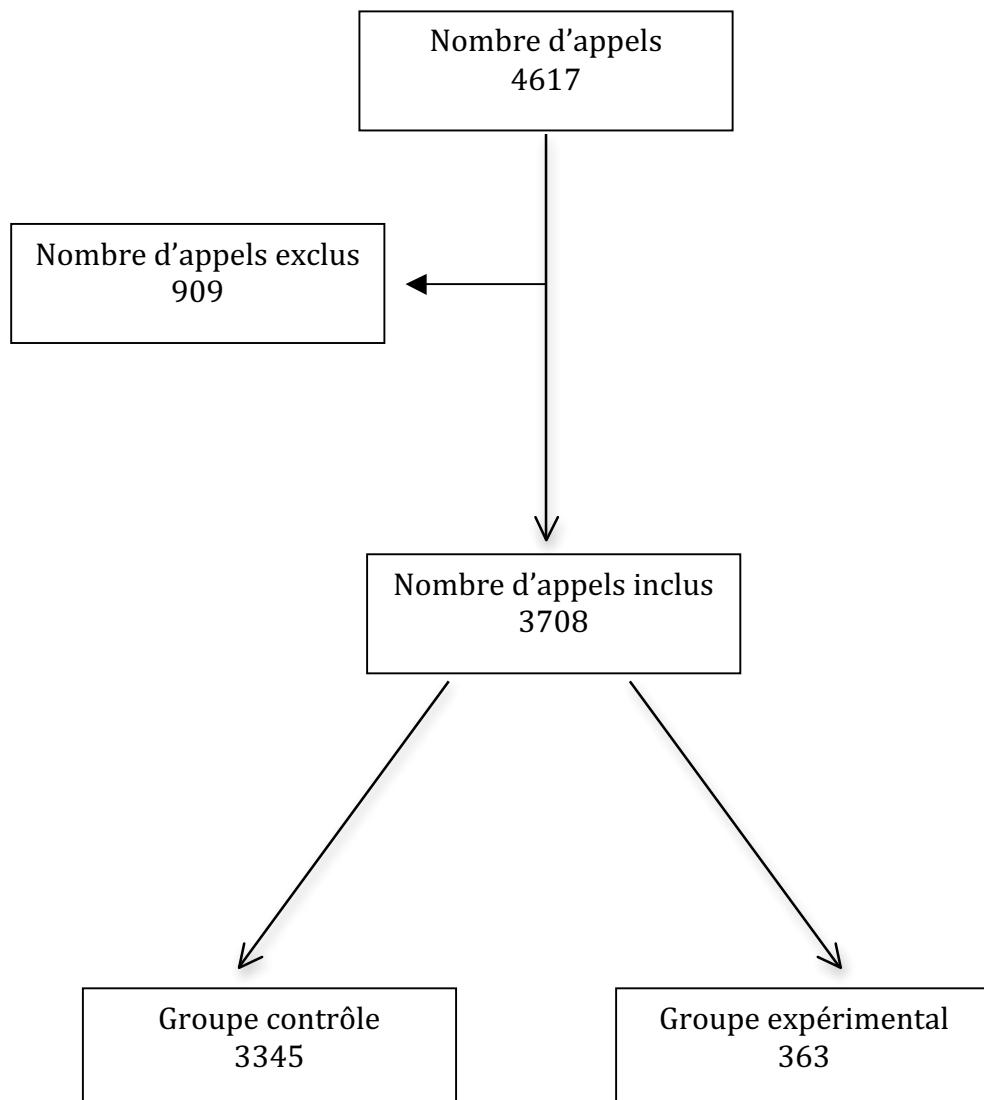 Nombre d’appels
4617
Nombre d’appels exclus
909
Nombre d’appels inclus
3708
Groupe contrôle
3345
Groupe expérimental
363